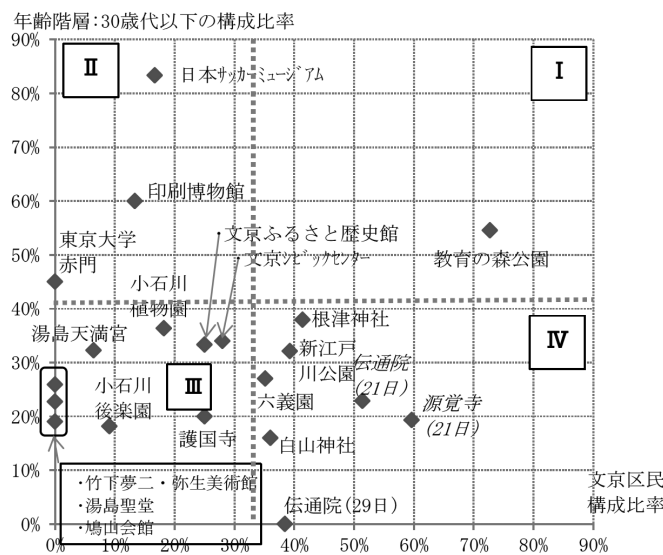 年齢階層:30歳代以下の構成比率
90%
80%
70%
60%
50%
40%
30%
20%
10%
0%
Ⅱ
Ⅰ
日本ｻｯｶｰﾐｭｰｼﾞｱﾑ
印刷博物館
東京大学
赤門
文京ふるさと歴史館
文京ｼﾋﾞｯｸｾﾝﾀｰ
教育の森公園
小石川
植物園
湯島天満宮
根津神社
新江戸
川公園
伝通院
(21日)
Ⅳ
小石川
後楽園
Ⅲ
六義園
源覚寺
(21日)
護国寺
白山神社
・竹下夢二・弥生美術館
・湯島聖堂
・鳩山会館
伝通院(29日)
文京区民
構成比率
0% 10% 20% 30% 40% 50% 60% 70% 80% 90%